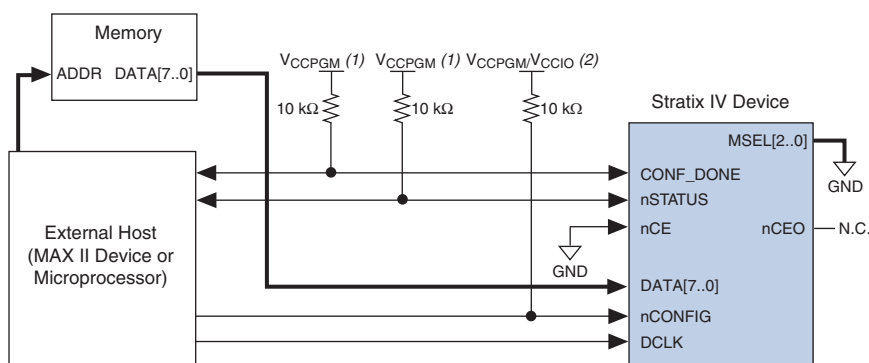 Memory
ADDR DATA[7..0]
VCCPGM (1) VCCPGM (1) VCCPGM/VCCIO (2)
10 kΩ 10 kΩ 10 kΩ
Stratix IV Device
MSEL[2..0]
GND
CONF_DONE
nSTATUS
nCE nCEO N.C.
GND
External Host
(MAX II Device or
Microprocessor)
DATA[7..0]
nCONFIG
DCLK